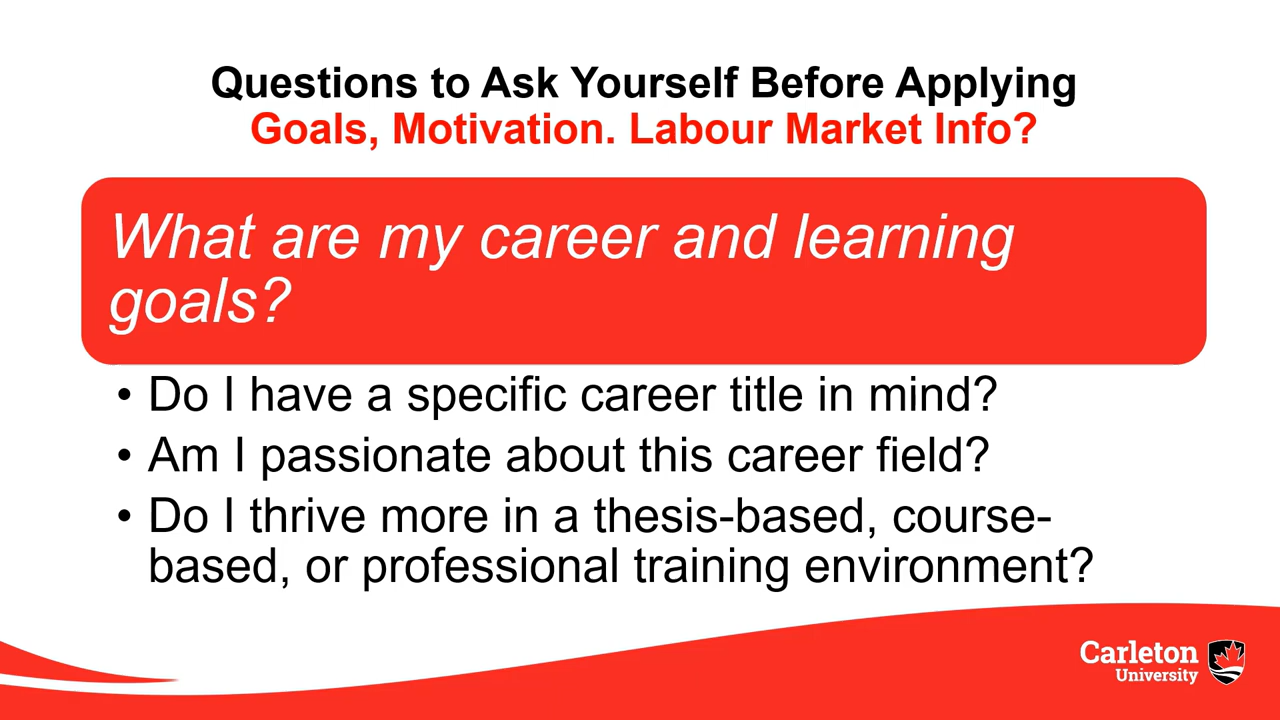 Questions to Ask Yourself Before Applying
Goals, Motivation. Labour Market Info?
What are my career and learning
goals?
• Do I have a specific career title in mind?
• Am I passionate about this career field?
• Do I thrive more in a thesis-based, course-
based, or professional training environment?
Carleton
University